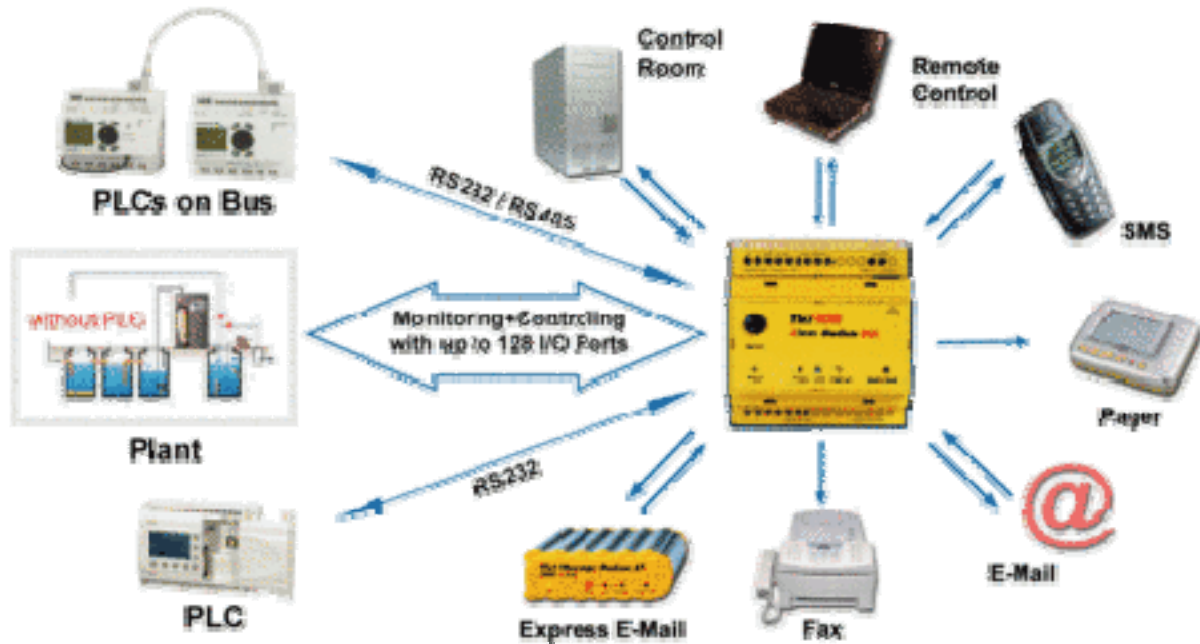 Control
Room
Remote
Control
PLCs on Bus
RS232 / RS485
SMS
without PLC
Monitoring+Controlling
with up to 128 I/O Ports
Plant
RS232
Pager
@
E-Mail
PLC
Express E-Mail
Fax